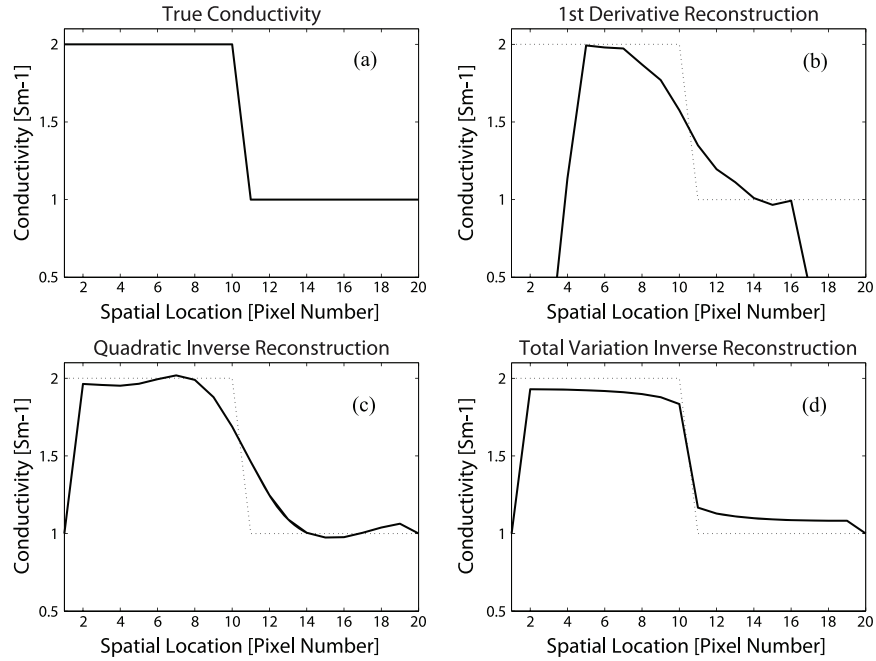 True Conductivity
(a)
Conductivity [Sm-1]
2
1.5
1
0.5
2 4 6 8 10 12 14 16 18 20
Spatial Location [Pixel Number]
1st Derivative Reconstruction
(b)
Conductivity [Sm-1]
2
1.5
1
0.5
2 4 6 8 10 12 14 16 18 20
Spatial Location [Pixel Number]
Quadratic Inverse Reconstruction
(c)
Conductivity [Sm-1]
2
1.5
1
0.5
2 4 6 8 10 12 14 16 18 20
Spatial Location [Pixel Number]
Total Variation Inverse Reconstruction
(d)
Conductivity [Sm-1]
2
1.5
1
0.5
2 4 6 8 10 12 14 16 18 20
Spatial Location [Pixel Number]